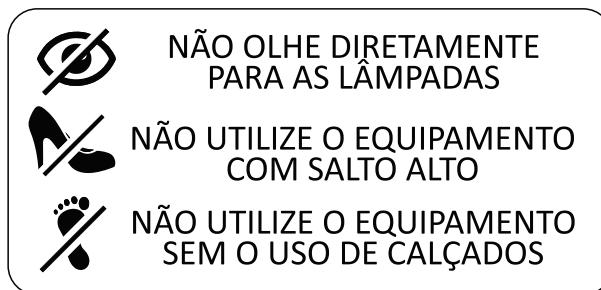 NÃO OLHE DIRETAMENTE
PARA AS LÂMPADAS
NÃO UTILIZE O EQUIPAMENTO
COM SALTO ALTO
NÃO UTILIZE O EQUIPAMENTO
SEM O USO DE CALÇADOS